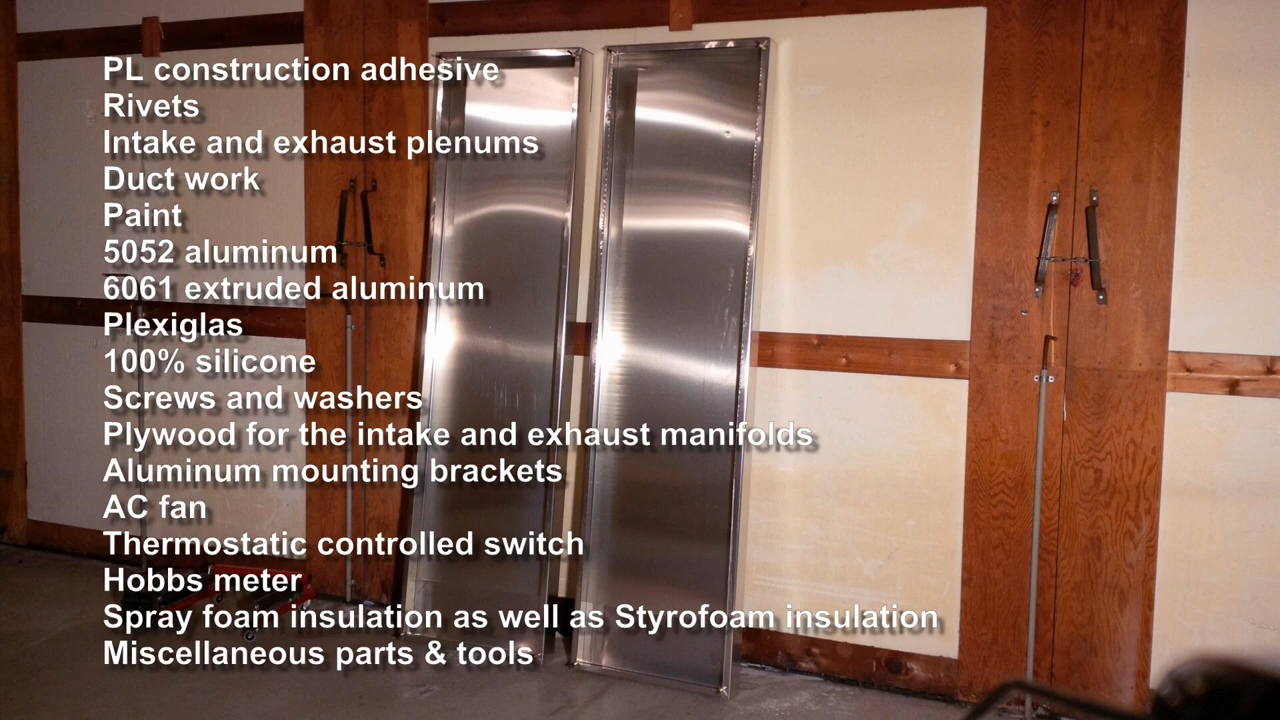 PL construction adhesive
Rivets
Intake and exhaust plenums
Duct work
Paint
5052 aluminum
6061 extruded aluminum
Plexiglas
100% silicone
Screws and washers
Plywood for the intake and exhaust manifolds
Aluminum mounting brackets
AC fan
Thermostatic controlled switch
Hobbs meter
Spray foam insulation as well as Styrofoam insulation
Miscellaneous parts & tools